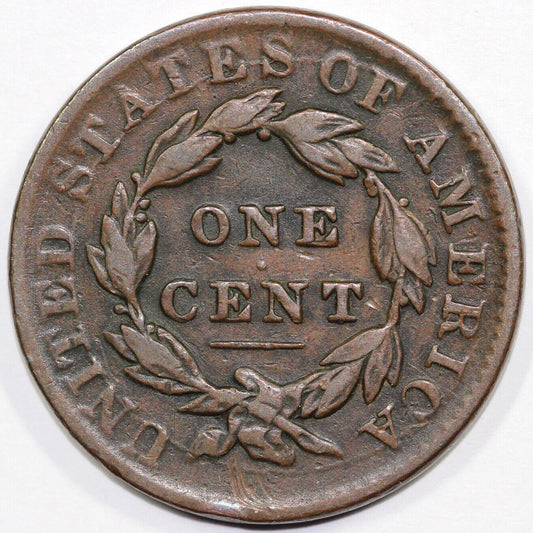 UNITED STATES OF AMERICA
ONE
CENT